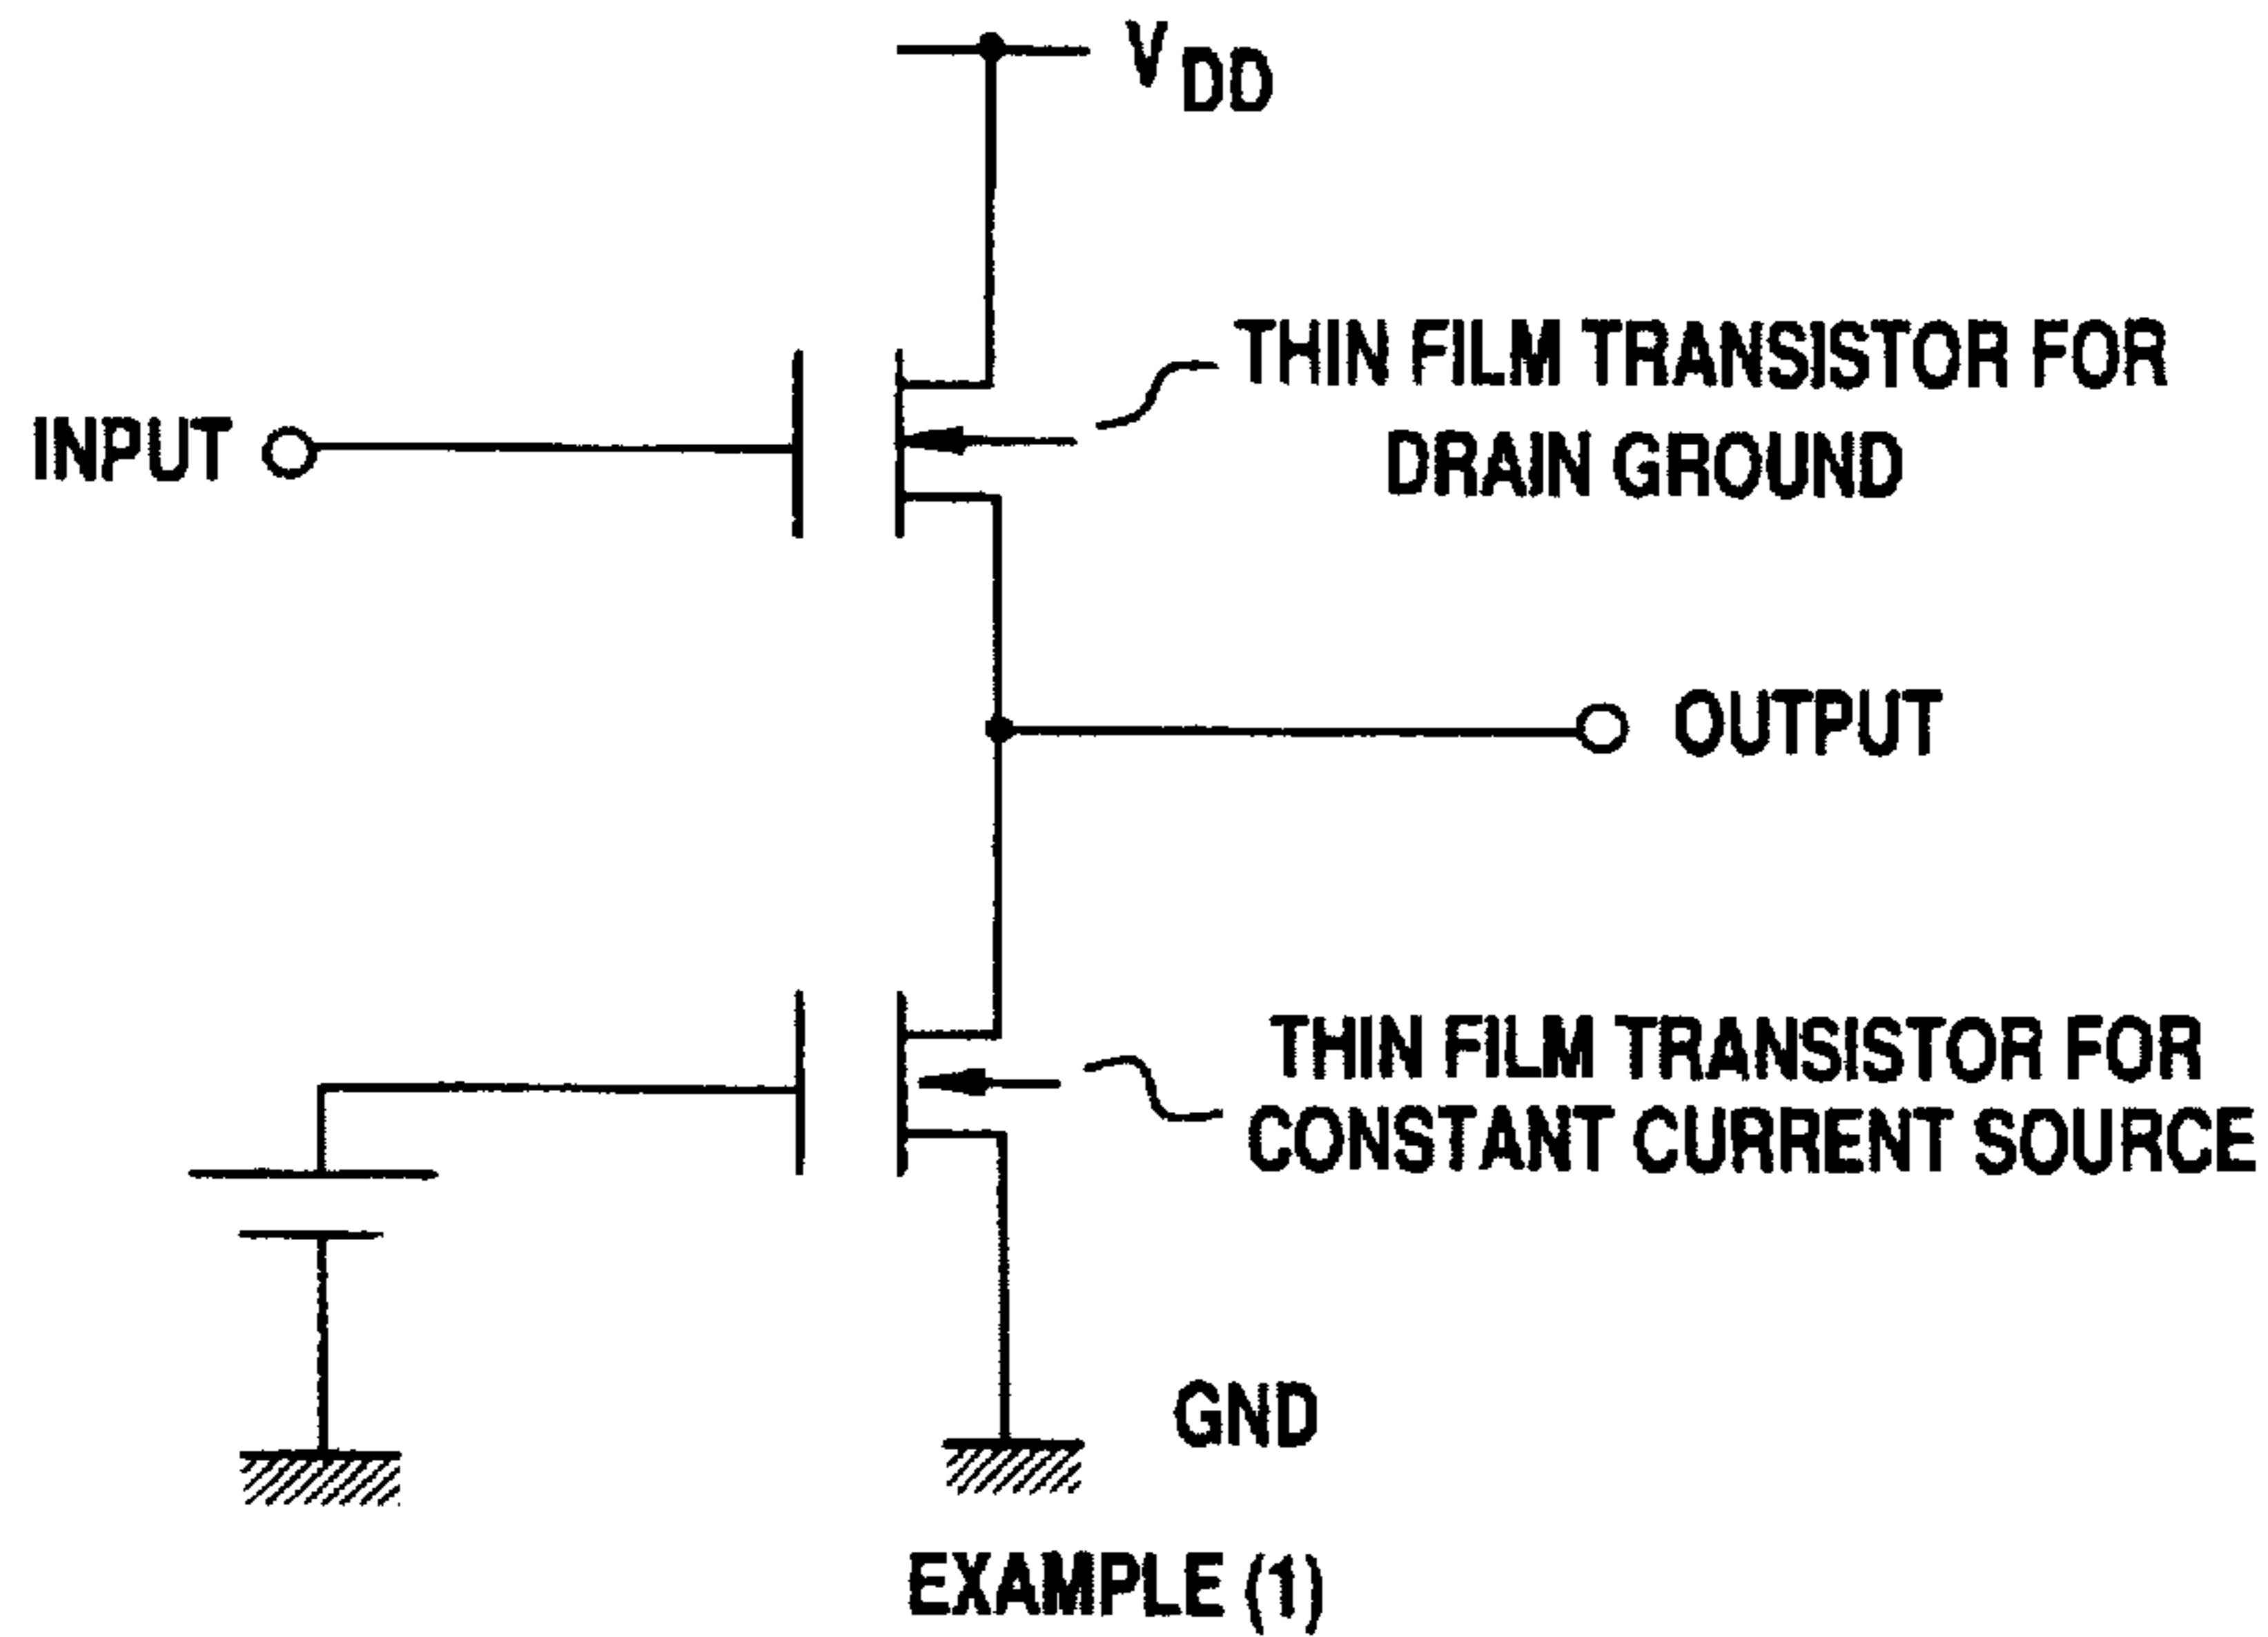 VDD
THIN FILM TRANSISTOR FOR
DRAIN GROUND
INPUT
OUTPUT
THIN FILM TRANSISTOR FOR
CONSTANT CURRENT SOURCE
GND
EXAMPLE (1)